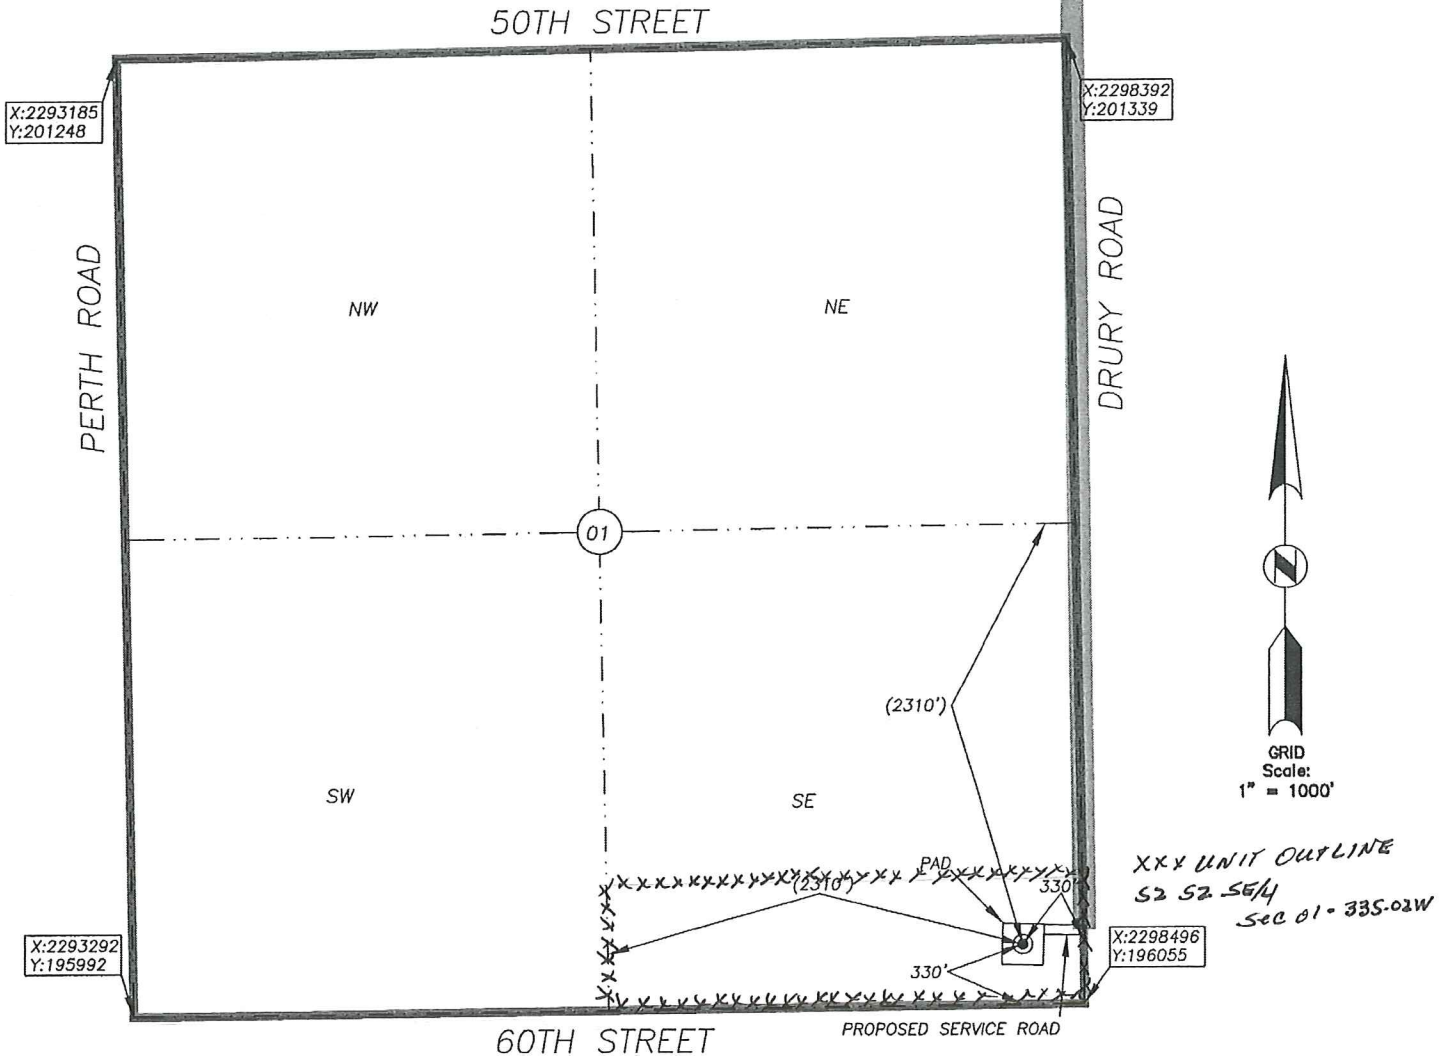 50TH STREET
X:2293185
Y:201248
X:2298392
Y:201339
PERTH ROAD
DRURY ROAD
NW
NE
01
(2310')
GRID
Scale:
1" = 1000'
SW
SE
PAD
(2310')
330'
XXX UNIT OUTLINE
S2 S2 SE/4
Sec 01-33S-02W
X:2293292
Y:195992
X:2298496
Y:196055
330'
PROPOSED SERVICE ROAD
60TH STREET